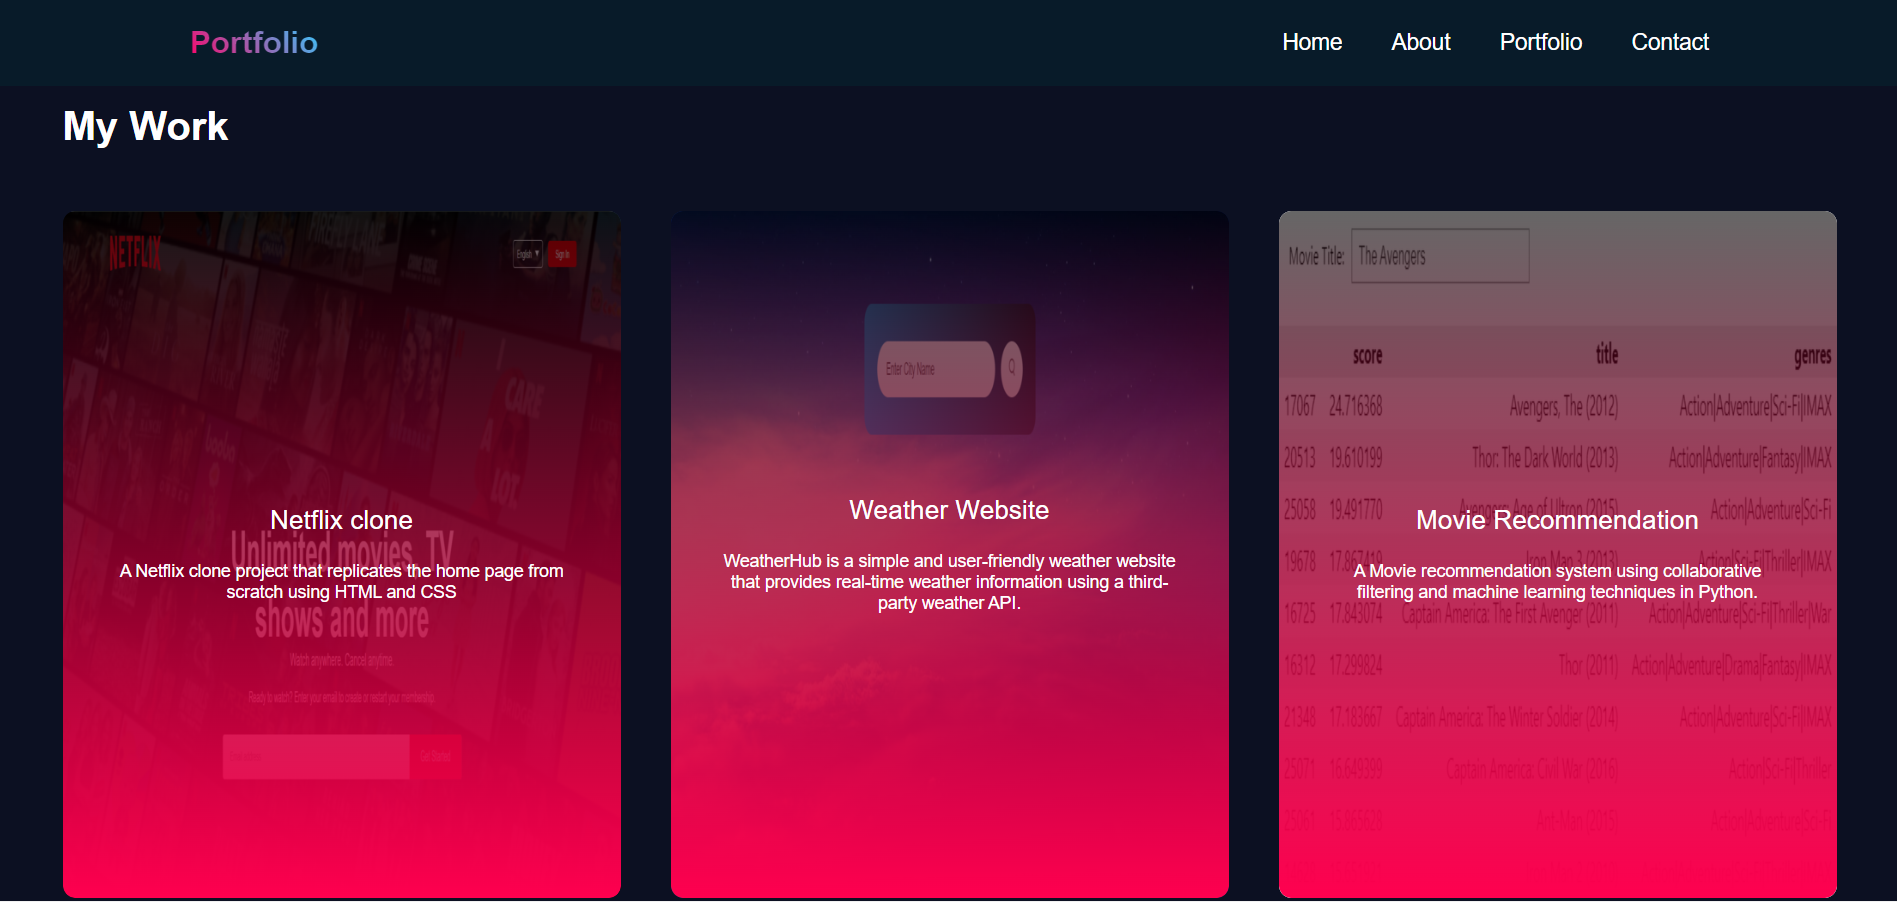 Portfolio
Home About Portfolio Contact
My Work
NETFLIX
English
Sign In
I
CARE
A
LOT.
Netflix clone
Unlimited movies, TV
A Netflix clone project that replicates the home page from
scratch using HTML and CSS
shows and more
Watch anywhere. Cancel anytime.
Ready to watch? Enter your email to create or restart your membership.
Get Started
Enter City Name
Weather Website
WeatherHub is a simple and user-friendly weather website
that provides real-time weather information using a third-
party weather API.
Movie Title: The Avengers
score title genres
17067 24.716368 Avengers, The (2012) Action|Adventure|Sci-Fi|IMAX
20513 19.610199 Thor: The Dark World (2013) Action|Adventure|Fantasy|IMAX
25058 19.491770 Avengers: Age of Ultron (2015) Action|Adventure|Sci-Fi
Movie Recommendation
19678 17.867419 Iron Man 3 (2013) Action|Sci-Fi|Thriller|IMAX
A Movie recommendation system using collaborative
filtering and machine learning techniques in Python.
16725 17.843074 Captain America: The First Avenger (2011) Action|Adventure|Sci-Fi|Thriller|War
16312 17.299824 Thor (2011) Action|Adventure|Drama|Fantasy|IMAX
21348 17.183667 Captain America: The Winter Soldier (2014) Action|Adventure|Sci-Fi|IMAX
25071 16.649399 Captain America: Civil War (2016) Action|Sci-Fi|Thriller
25061 15.865628 Ant-Man (2015) Action|Adventure|Sci-Fi